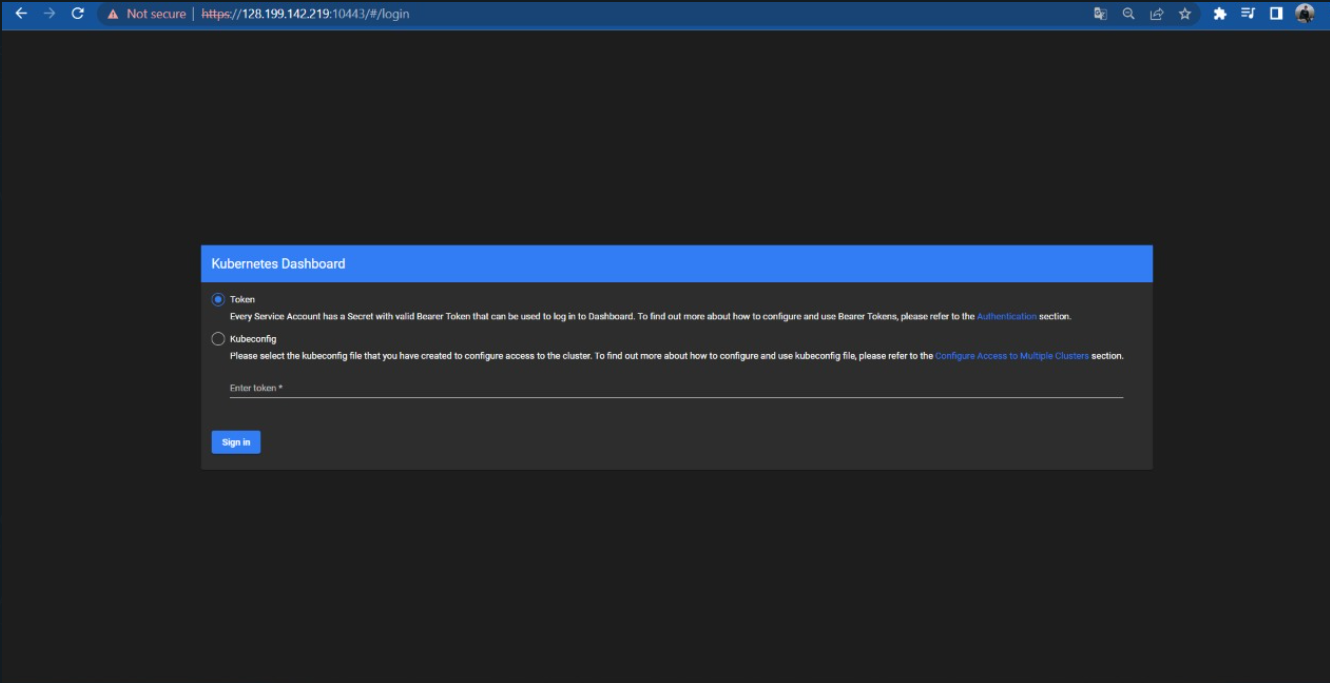 Not secure | https://128.199.142.219:10443/#/login
Kubernetes Dashboard
Token
Every Service Account has a Secret with valid Bearer Token that can be used to log in to Dashboard. To find out more about how to configure and use Bearer Tokens, please refer to the Authentication section.
Kubeconfig
Please select the kubeconfig file that you have created to configure access to the cluster. To find out more about how to configure and use kubeconfig file, please refer to the Configure Access to Multiple Clusters section.
Enter token *
Sign in